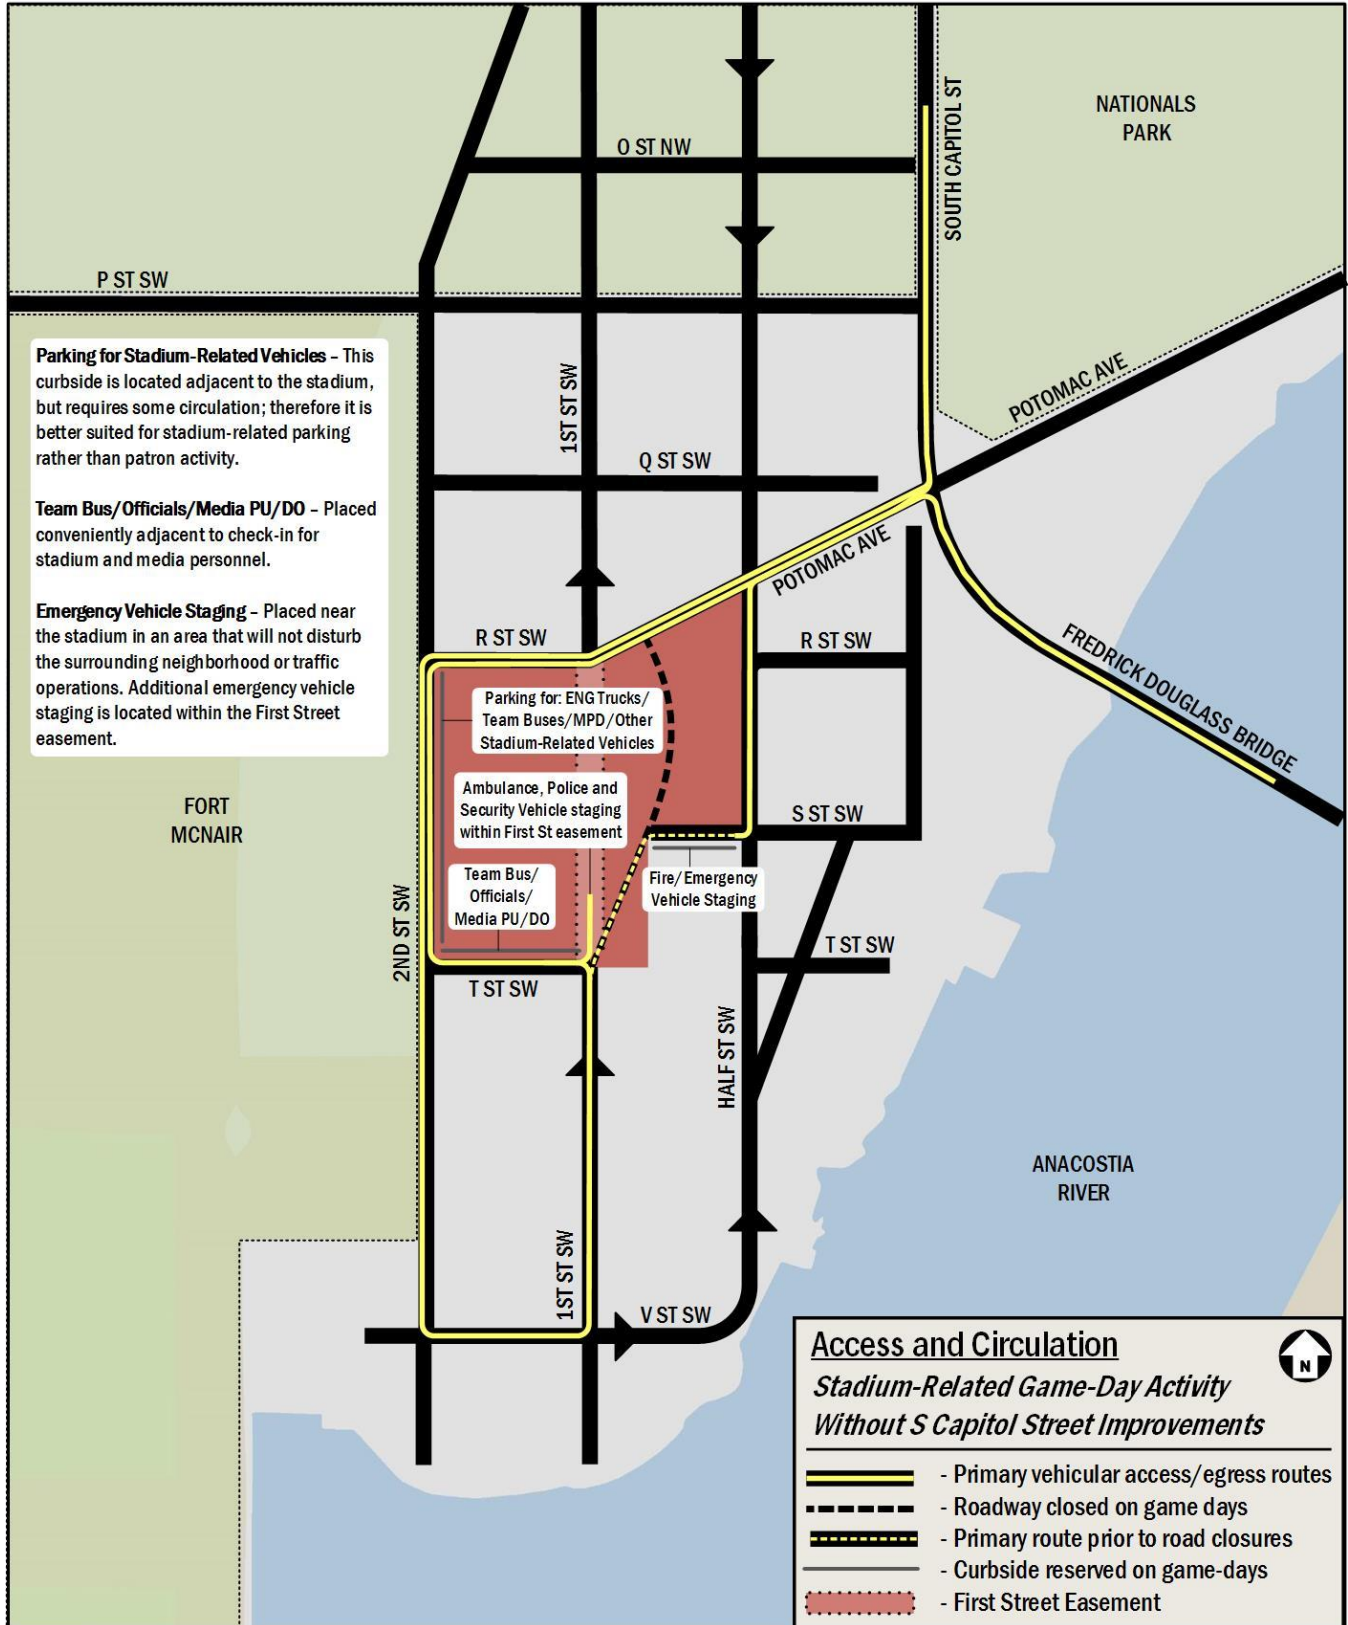 NATIONALS
PARK
SOUTH CAPITOL ST
O ST NW
P ST SW
Parking for Stadium-Related Vehicles – This
curbside is located adjacent to the stadium,
but requires some circulation; therefore it is
better suited for stadium-related parking
rather than patron activity.
Team Bus/Officials/Media PU/DO – Placed
conveniently adjacent to check-in for
stadium and media personnel.
Emergency Vehicle Staging – Placed near
the stadium in an area that will not disturb
the surrounding neighborhood or traffic
operations. Additional emergency vehicle
staging is located within the First Street
easement.
1ST ST SW
POTOMAC AVE
Q ST SW
POTOMAC AVE
R ST SW
R ST SW
FREDRICK DOUGLASS BRIDGE
Parking for: ENG Trucks/
Team Buses/MPD/Other
Stadium-Related Vehicles
Ambulance, Police and
Security Vehicle staging
within First St easement
S ST SW
FORT
MCNAIR
Team Bus/
Officials/
Media PU/DO
Fire/Emergency
Vehicle Staging
2ND ST SW
T ST SW
T ST SW
HALF ST SW
ANACOSTIA
RIVER
1ST ST SW
V ST SW
Access and Circulation
N
Stadium-Related Game-Day Activity
Without S Capitol Street Improvements
- Primary vehicular access/egress routes
- Roadway closed on game days
- Primary route prior to road closures
- Curbside reserved on game-days
- First Street Easement